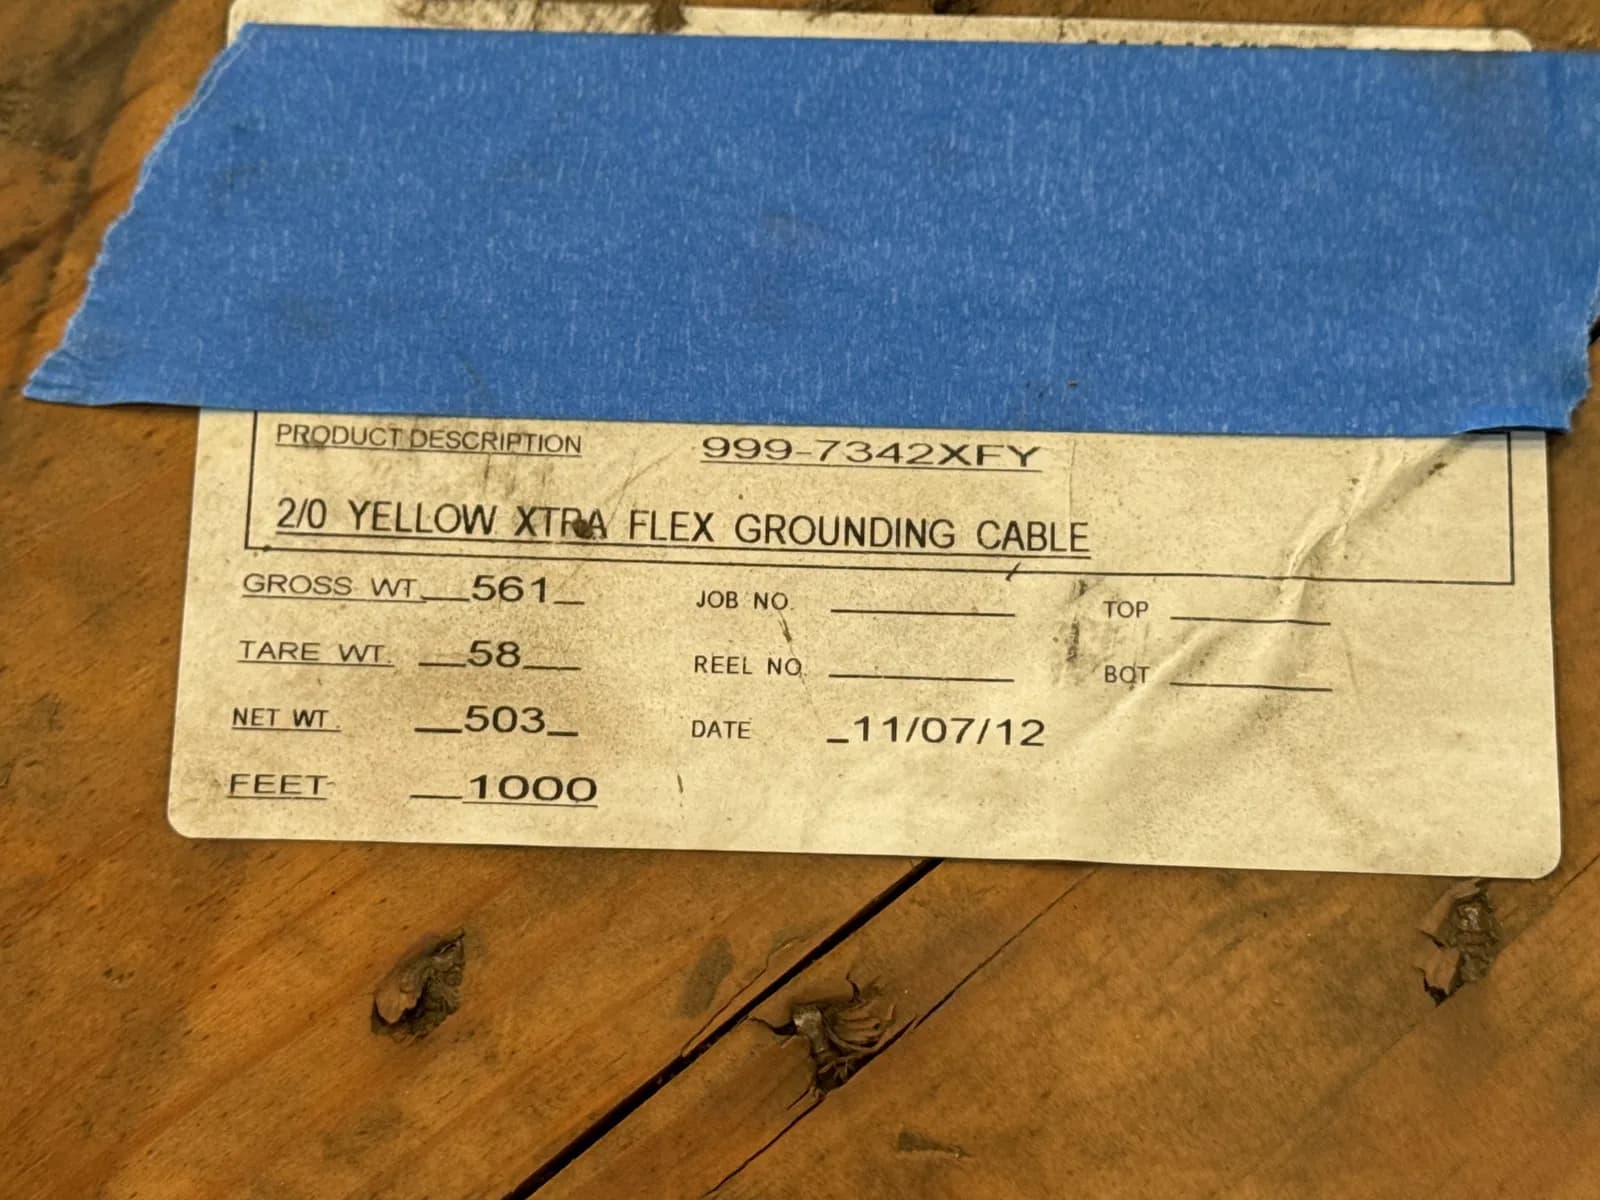 PRODUCT DESCRIPTION 999-7342XFY
2/0 YELLOW XTRA FLEX GROUNDING CABLE
GROSS WT. 561 JOB NO. TOP
TARE WT. 58 REEL NO. BOT
NET WT. 503 DATE 11/07/12
FEET 1000